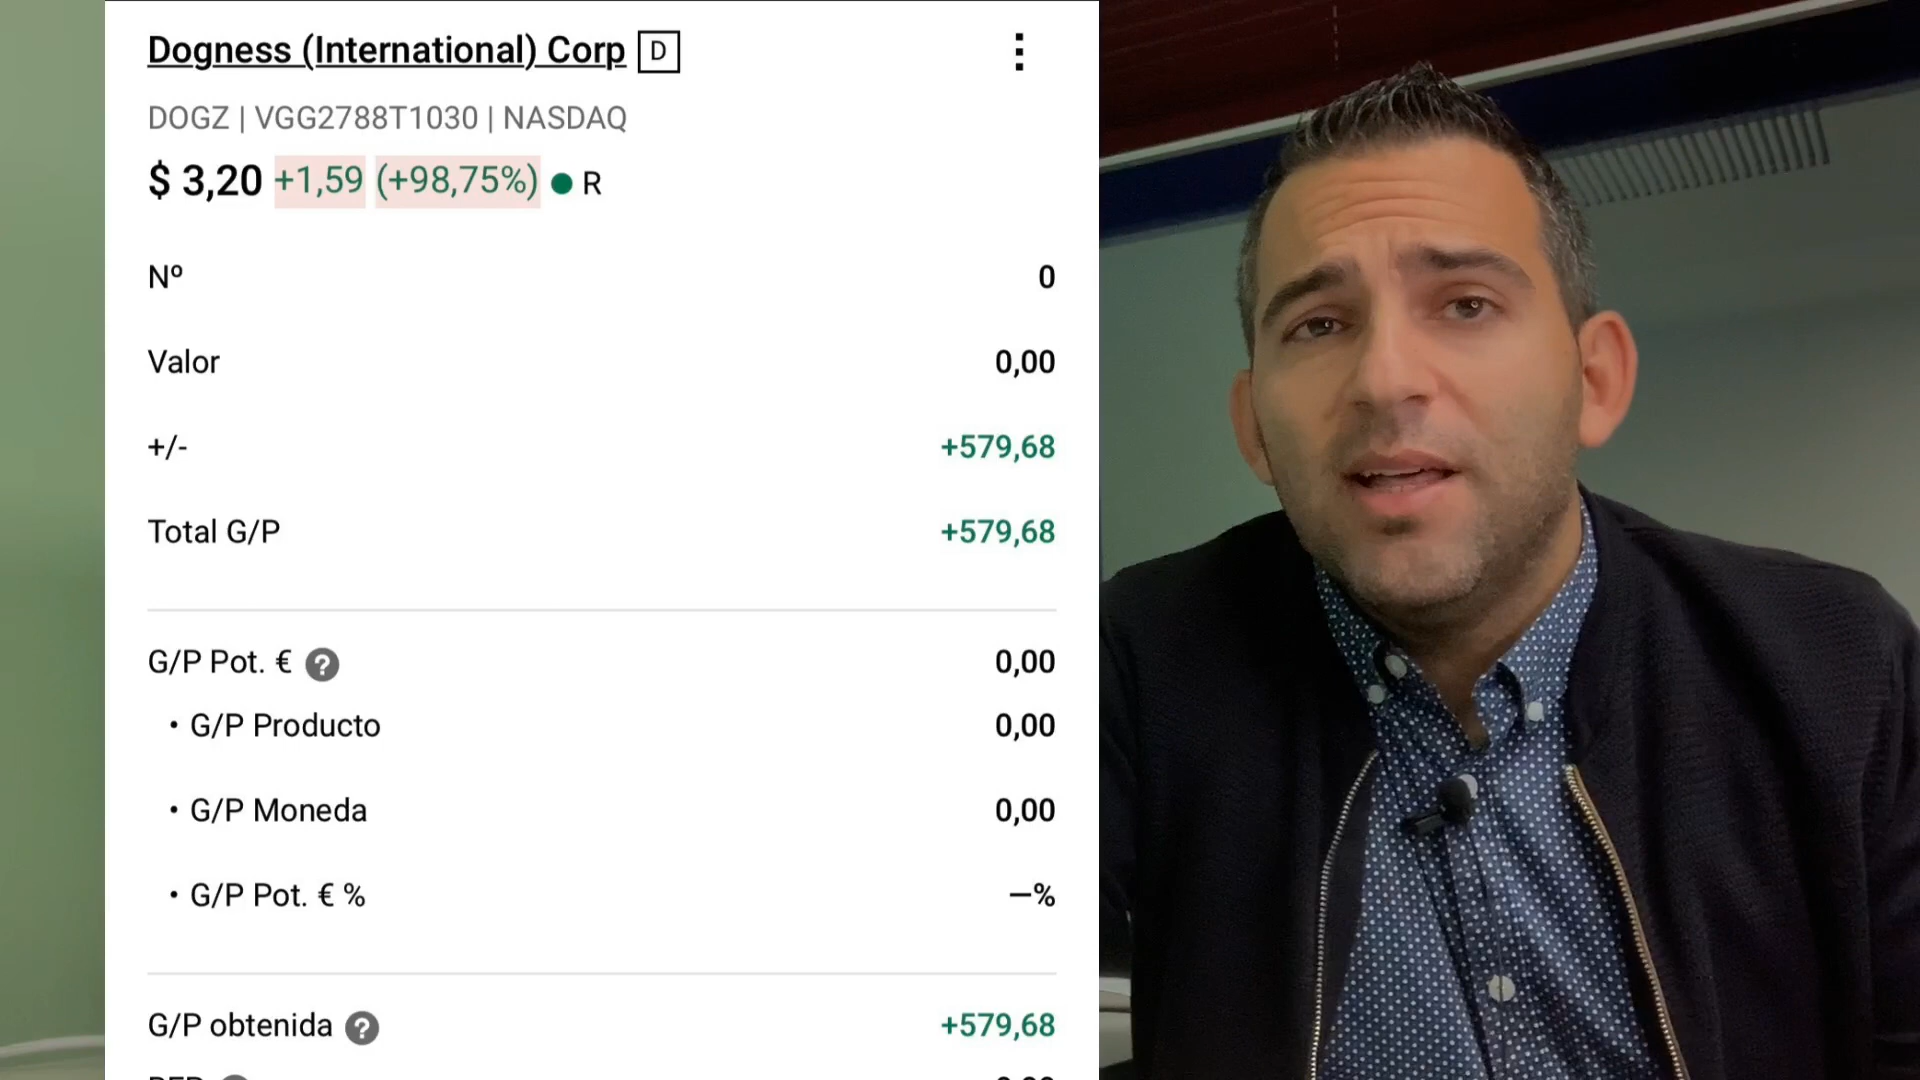 Dogness (International) Corp D
DOGZ | VGG2788T1030 | NASDAQ
$ 3,20 +1,59 (+98,75%) R
Nº 0
Valor 0,00
+/- +579,68
Total G/P +579,68
G/P Pot. € ? 0,00
• G/P Producto 0,00
• G/P Moneda 0,00
• G/P Pot. € % —%
G/P obtenida ? +579,68